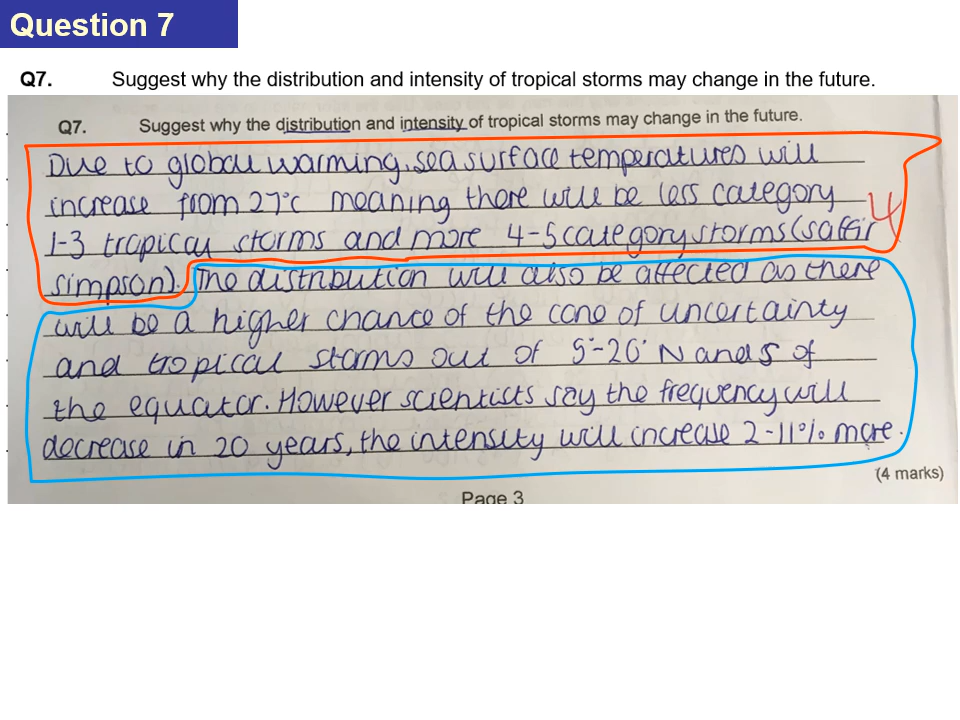 Question 7
Q7. Suggest why the distribution and intensity of tropical storms may change in the future.
Q7. Suggest why the distribution and intensity of tropical storms may change in the future.
Due to global warming, sea surface temperatures will
increase from 27°c meaning there will be less category
1-3 tropical storms and more 4-5 category storms (saffir
simpson). The distribution will also be affected as there
will be a higher chance of the cone of uncertainty
and tropical storms out of 5°-20° N and S of
the equator. However scientists say the frequency will
decrease in 20 years, the intensity will increase 2-11% more.
4
(4 marks)
Page 3